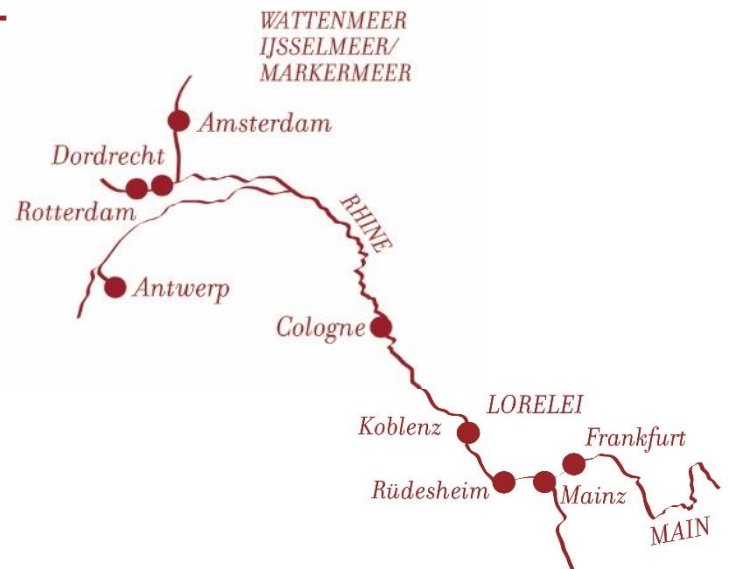 WATTENMEER
IJSSELMEER/
MARKERMEER
Amsterdam
Dordrecht
Rotterdam
RHINE
Antwerp
Cologne
LORELEI
Koblenz
Frankfurt
Rüdesheim
Mainz
MAIN